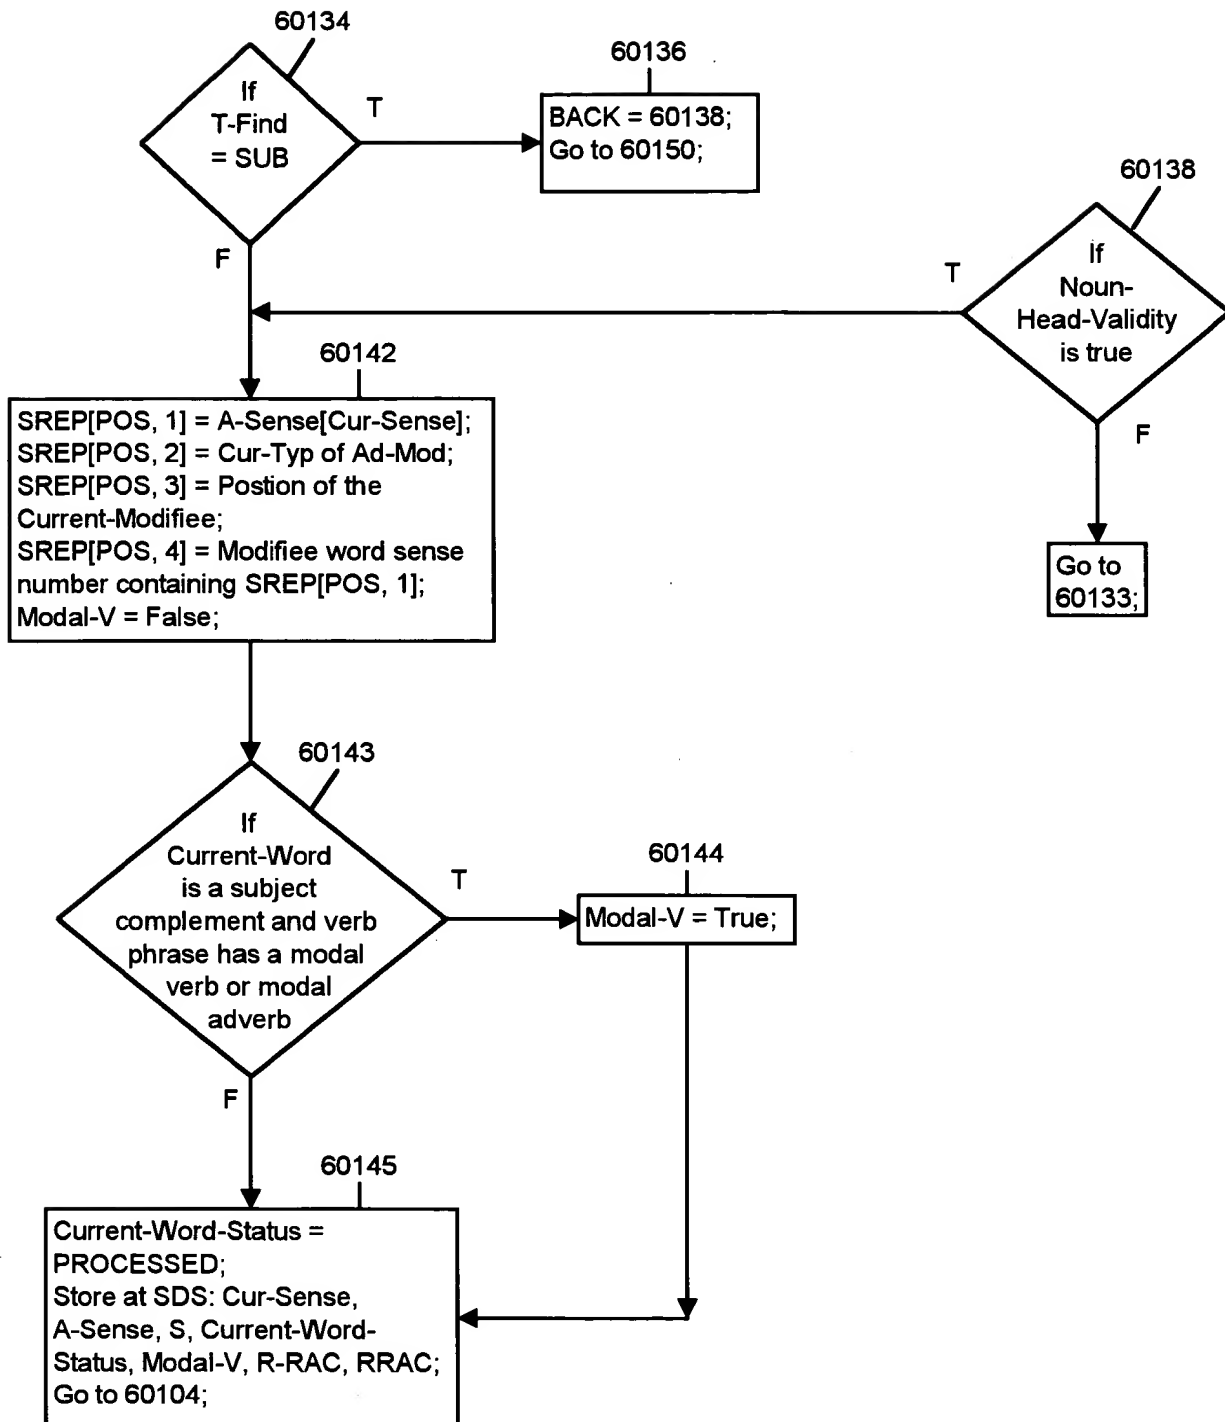 60134
If
T-Find
= SUB
T
F
60136
BACK = 60138;
Go to 60150;
60138
If
Noun-
Head-Validity
is true
T
F
Go to
60133;
60142
SREP[POS, 1] = A-Sense[Cur-Sense];
SREP[POS, 2] = Cur-Typ of Ad-Mod;
SREP[POS, 3] = Postion of the
Current-Modifiee;
SREP[POS, 4] = Modifiee word sense
number containing SREP[POS, 1];
Modal-V = False;
60143
If
Current-Word
is a subject
complement and verb
phrase has a modal
verb or modal
adverb
T
F
60144
Modal-V = True;
60145
Current-Word-Status =
PROCESSED;
Store at SDS: Cur-Sense,
A-Sense, S, Current-Word-
Status, Modal-V, R-RAC, RRAC;
Go to 60104;